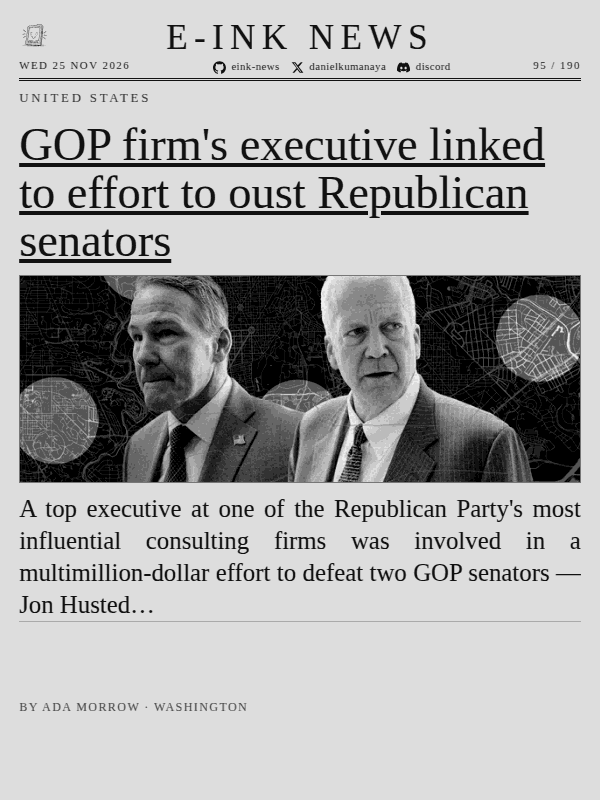 E-INK NEWS
WED 25 NOV 2026
eink-news danielkumanaya discord
95 / 190
UNITED STATES
GOP firm's executive linked
to effort to oust Republican
senators
A top executive at one of the Republican Party's most
influential consulting firms was involved in a
multimillion-dollar effort to defeat two GOP senators —
Jon Husted…
BY ADA MORROW · WASHINGTON